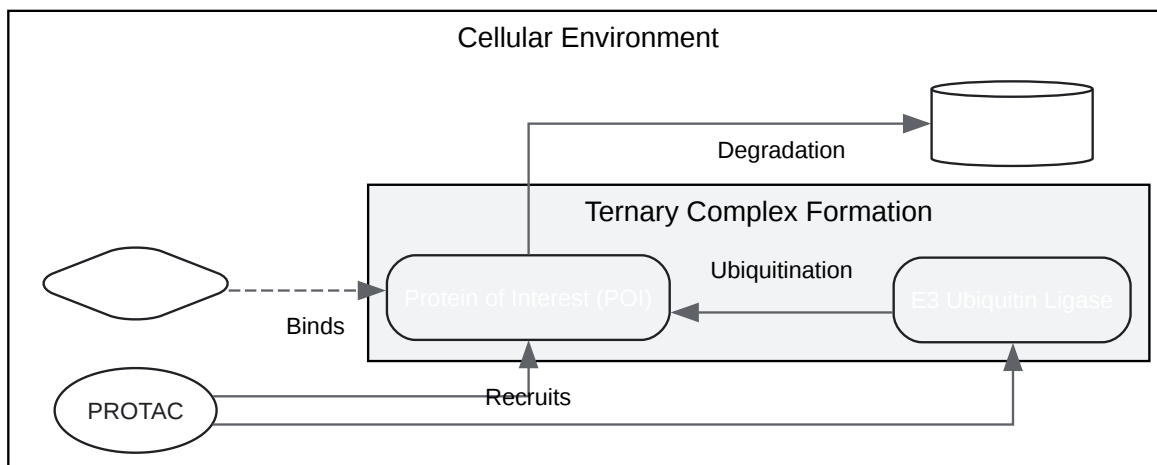 Cellular Environment
Degradation
Ternary Complex Formation
Protein of Interest (POI)
Ubiquitination
E3 Ubiquitin Ligase
Binds
PROTAC
Recruits